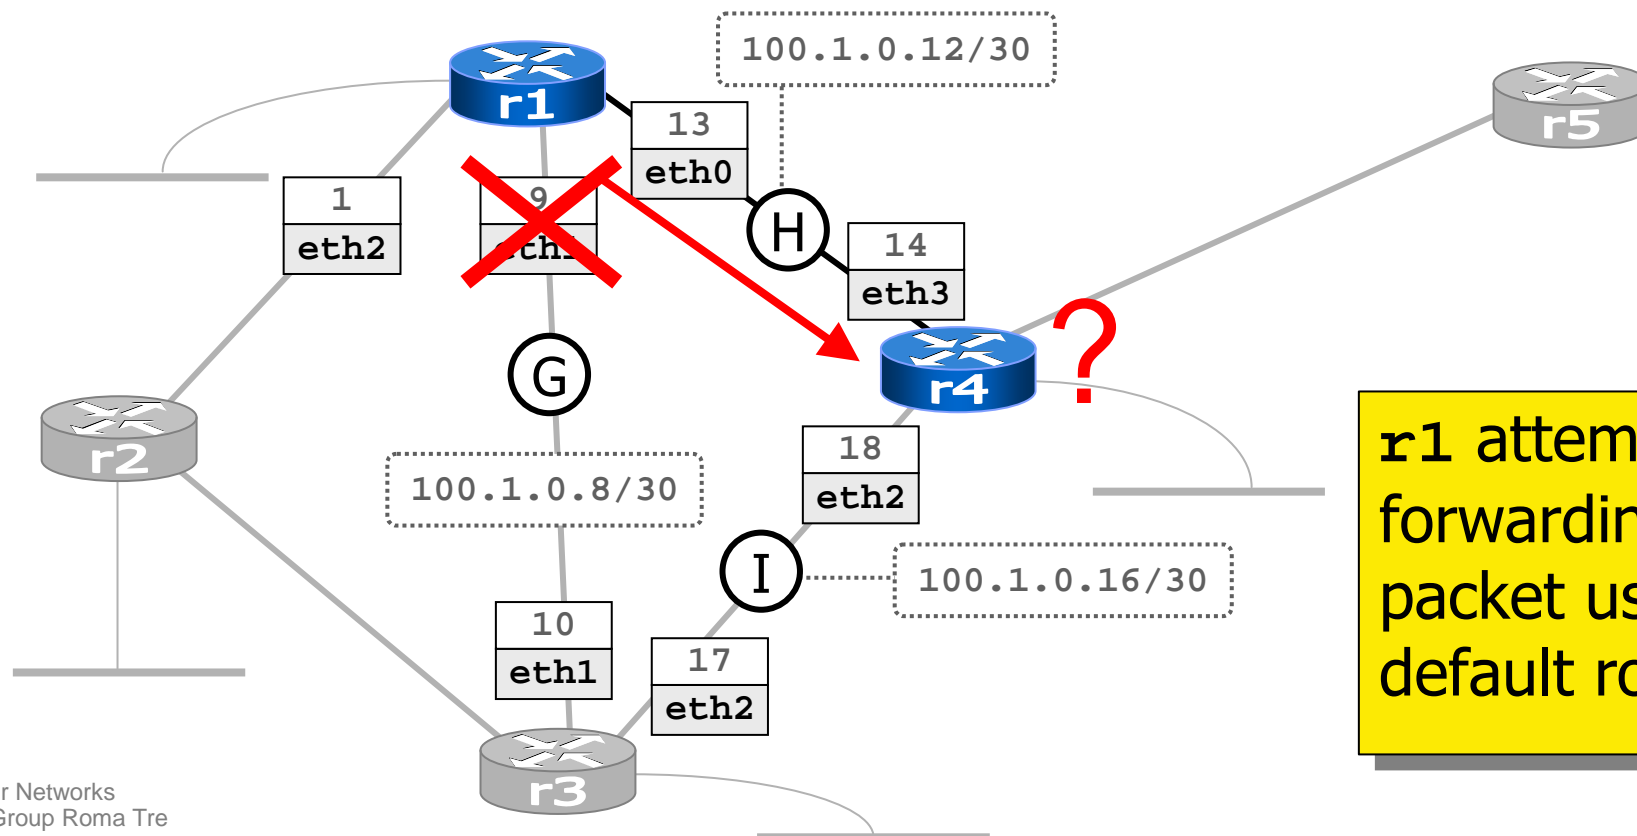 100.1.0.12/30
r1
r5
13
eth0
1
eth2
9
eth1
H
14
eth3
G
r4
?
r2
100.1.0.8/30
18
eth2
I
100.1.0.16/30
10
eth1
17
eth2
r3
r1 attem
forwardin
packet us
default ro
r Networks
Group Roma Tre